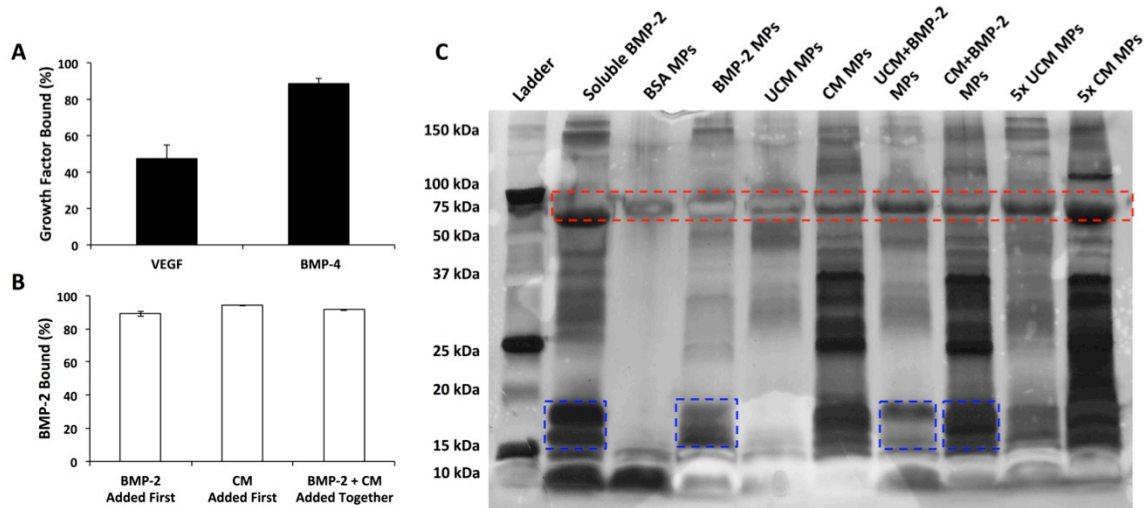 A
Growth Factor Bound (%)
100
80
60
40
20
0
VEGF
BMP-4
B
BMP-2 Bound (%)
100
80
60
40
20
0
BMP-2
Added First
CM
Added First
BMP-2 + CM
Added Together
C
Ladder
Soluble BMP-2
BSA MPs
BMP-2 MPs
UCM MPs
CM MPs
UCM+BMP-2
MPs
CM+BMP-2
MPs
5x UCM MPs
5x CM MPs
150 kDa
100 kDa
75 kDa
50 kDa
37 kDa
25 kDa
20 kDa
15 kDa
10 kDa